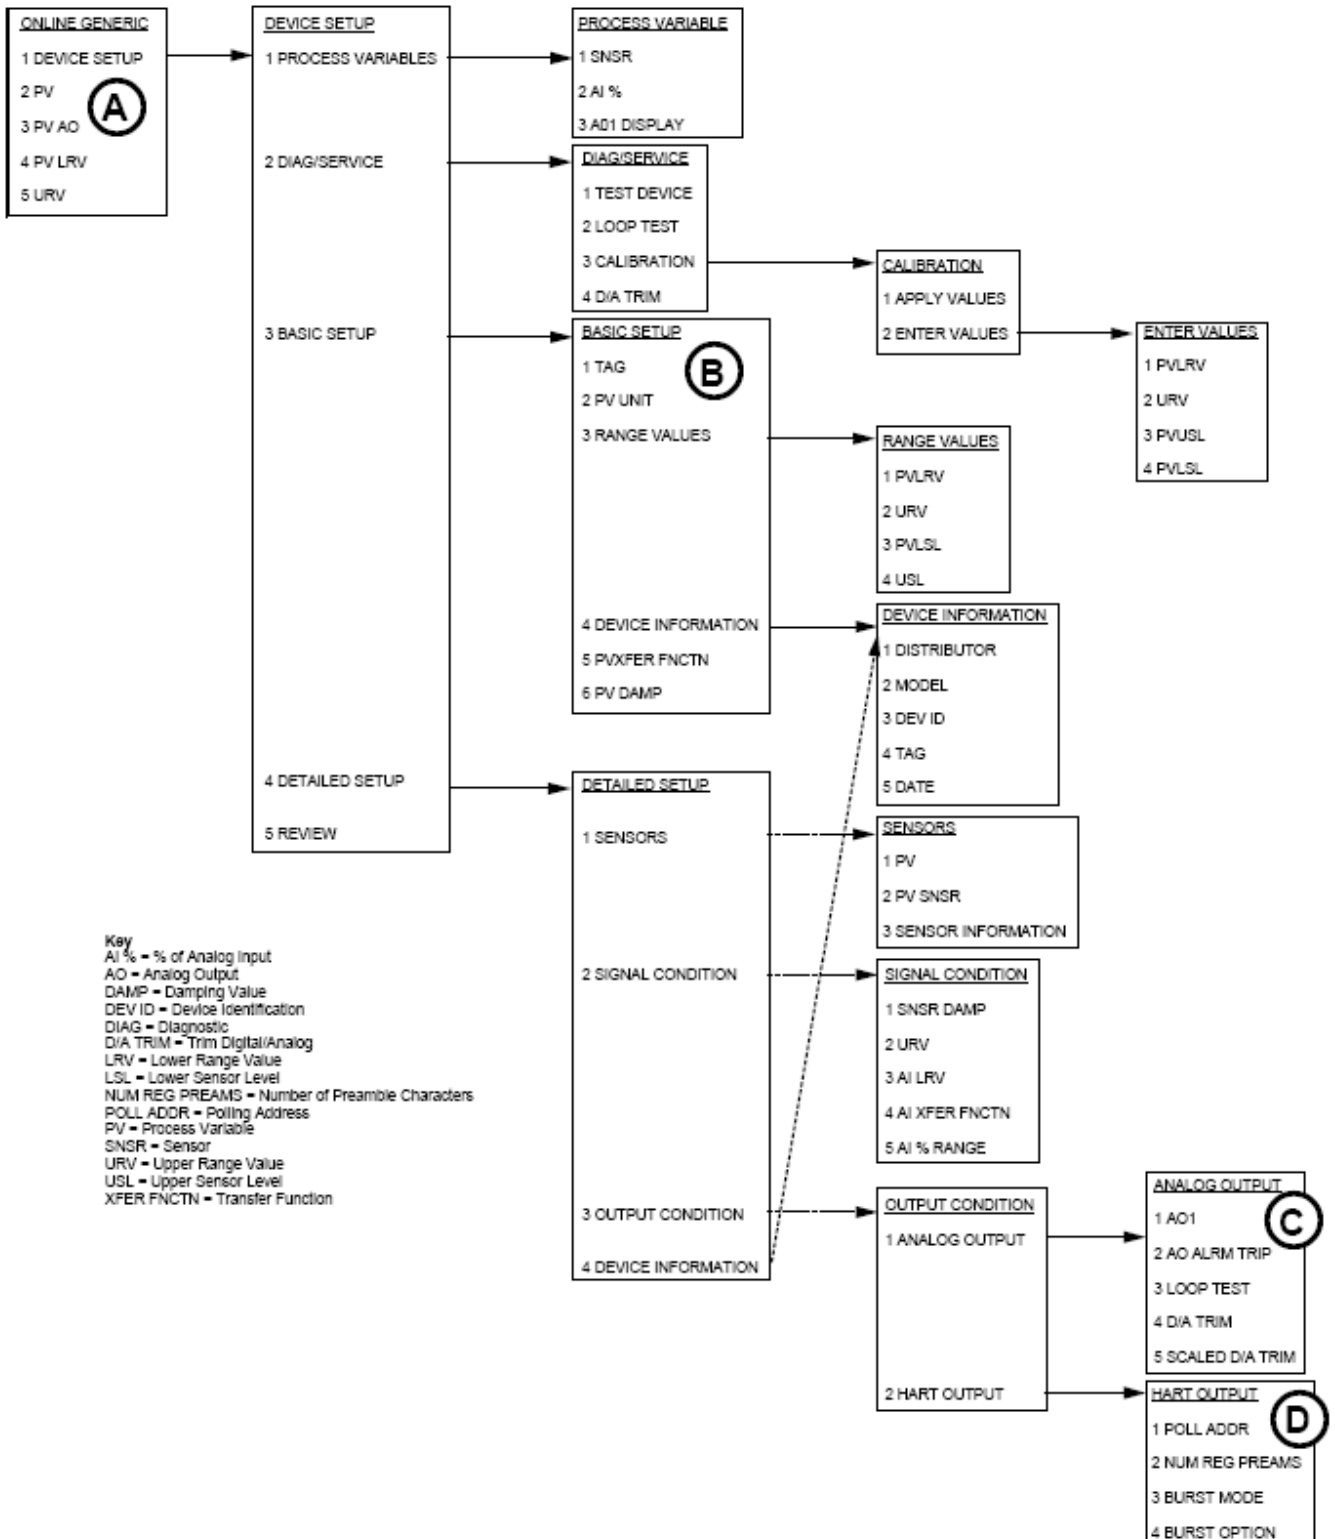 ONLINE GENERIC
1 DEVICE SETUP
2 PV
3 PV AO
4 PV LRV
5 URV
A
DEVICE SETUP
1 PROCESS VARIABLES
2 DIAG/SERVICE
3 BASIC SETUP
4 DETAILED SETUP
5 REVIEW
PROCESS VARIABLE
1 SNSR
2 AI %
3 A01 DISPLAY
DIAG/SERVICE
1 TEST DEVICE
2 LOOP TEST
3 CALIBRATION
4 D/A TRIM
CALIBRATION
1 APPLY VALUES
2 ENTER VALUES
ENTER VALUES
1 PVLRV
2 URV
3 PVUSL
4 PVLSL
BASIC SETUP
B
1 TAG
2 PV UNIT
3 RANGE VALUES
4 DEVICE INFORMATION
5 PVXFER FNCTN
6 PV DAMP
RANGE VALUES
1 PVLRV
2 URV
3 PVLSL
4 USL
DEVICE INFORMATION
1 DISTRIBUTOR
2 MODEL
3 DEV ID
4 TAG
5 DATE
DETAILED SETUP
1 SENSORS
2 SIGNAL CONDITION
3 OUTPUT CONDITION
4 DEVICE INFORMATION
SENSORS
1 PV
2 PV SNSR
3 SENSOR INFORMATION
SIGNAL CONDITION
1 SNSR DAMP
2 URV
3 AI LRV
4 AI XFER FNCTN
5 AI % RANGE
OUTPUT CONDITION
1 ANALOG OUTPUT
2 HART OUTPUT
ANALOG OUTPUT
C
1 AO1
2 AO ALRM TRIP
3 LOOP TEST
4 D/A TRIM
5 SCALED D/A TRIM
HART OUTPUT
D
1 POLL ADDR
2 NUM REG PREAMS
3 BURST MODE
4 BURST OPTION
Key
AI % = % of Analog Input
AO = Analog Output
DAMP = Damping Value
DEV ID = Device Identification
DIAG = Diagnostic
D/A TRIM = Trim Digital/Analog
LRV = Lower Range Value
LSL = Lower Sensor Level
NUM REG PREAMS = Number of Preamble Characters
POLL ADDR = Polling Address
PV = Process Variable
SNSR = Sensor
URV = Upper Range Value
USL = Upper Sensor Level
XFER FNCTN = Transfer Function